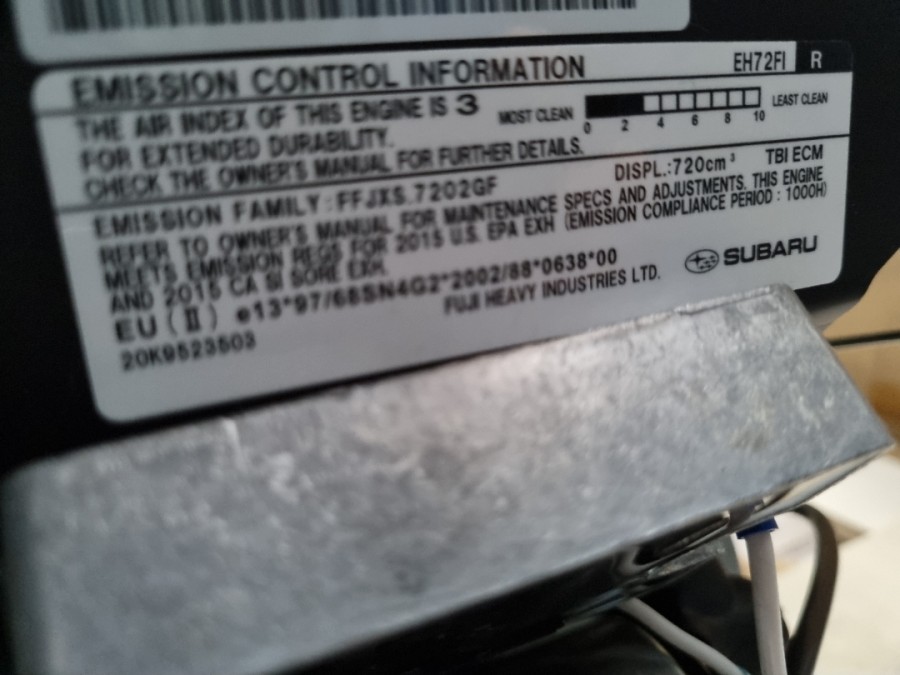 EMISSION CONTROL INFORMATION EH72FI R
THE AIR INDEX OF THIS ENGINE IS 3
FOR EXTENDED DURABILITY.
CHECK THE OWNER'S MANUAL FOR FURTHER DETAILS.
MOST CLEAN LEAST CLEAN
0 2 4 6 8 10
EMISSION FAMILY:FFJXS.7202GF DISPL.:720cm³ TBI ECM
REFER TO OWNER'S MANUAL FOR MAINTENANCE SPECS AND ADJUSTMENTS. THIS ENGINE
MEETS EMISSION REGS FOR 2015 U.S. EPA EXH (EMISSION COMPLIANCE PERIOD : 1000H)
AND 2015 CA SI SORE EXH.
EU(Ⅱ) e13*97/68SN4G2*2002/88*0638*00
20K9523503
FUJI HEAVY INDUSTRIES LTD.
SUBARU